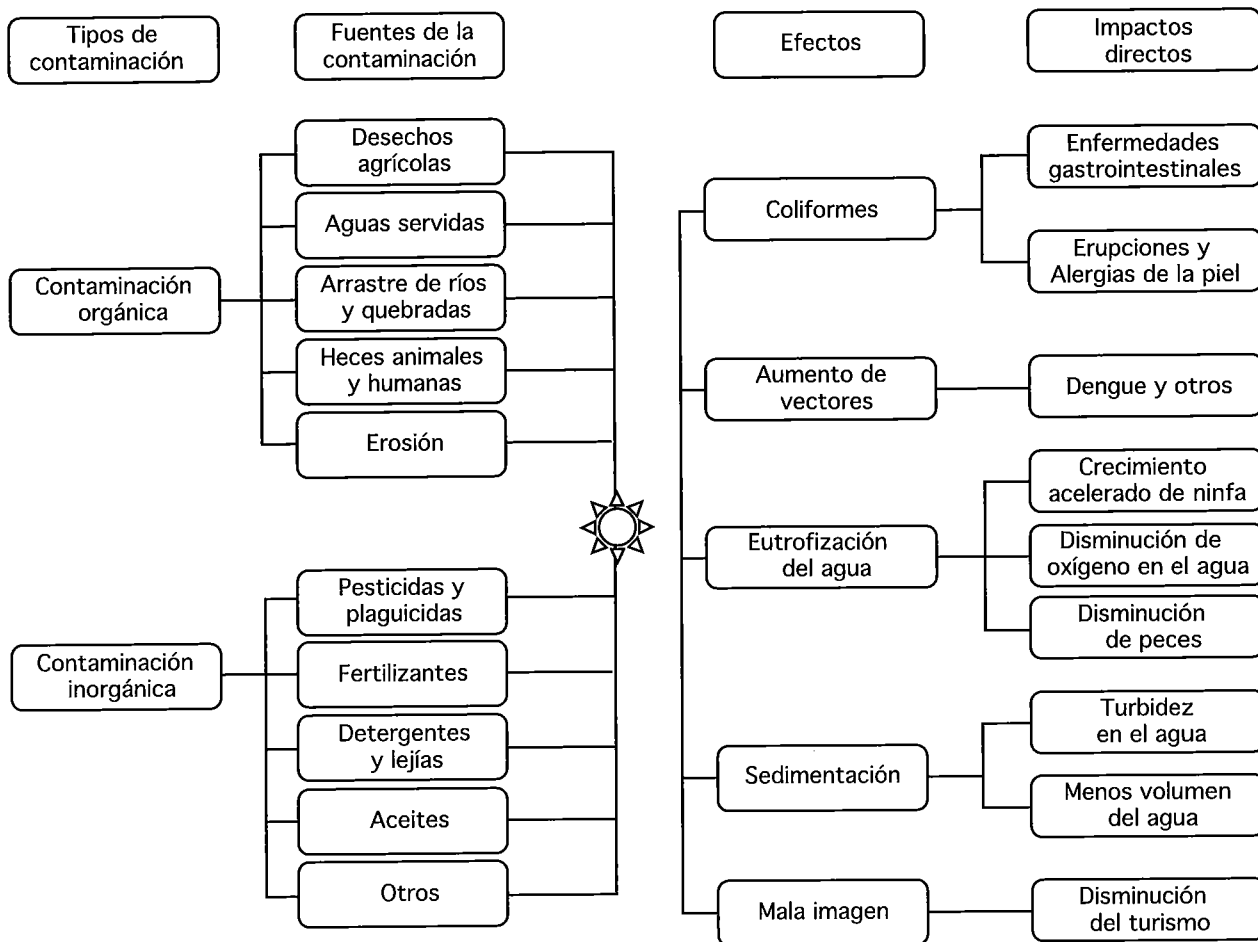 Tipos de
contaminación
Fuentes de la
contaminación
Efectos
Impactos
directos
Contaminación
orgánica
Desechos
agrícolas
Aguas servidas
Arrastre de ríos
y quebradas
Heces animales
y humanas
Erosión
Contaminación
inorgánica
Pesticidas y
plaguicidas
Fertilizantes
Detergentes
y lejías
Aceites
Otros
Coliformes
Enfermedades
gastrointestinales
Erupciones y
Alergias de la piel
Aumento de
vectores
Dengue y otros
Eutrofización
del agua
Crecimiento
acelerado de ninfa
Disminución de
oxígeno en el agua
Disminución
de peces
Sedimentación
Turbidez
en el agua
Menos volumen
del agua
Mala imagen
Disminución
del turismo